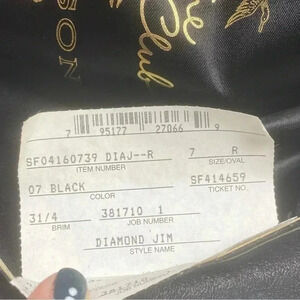 Club
SON
7 95177 27066 9
SF04160739 DIAJ--R 7 R
ITEM NUMBER SIZE/OVAL
07 BLACK SF414659
COLOR TICKET NO.
31/4 381710 1
BRIM JOB NUMBER
DIAMOND JIM
STYLE NAME